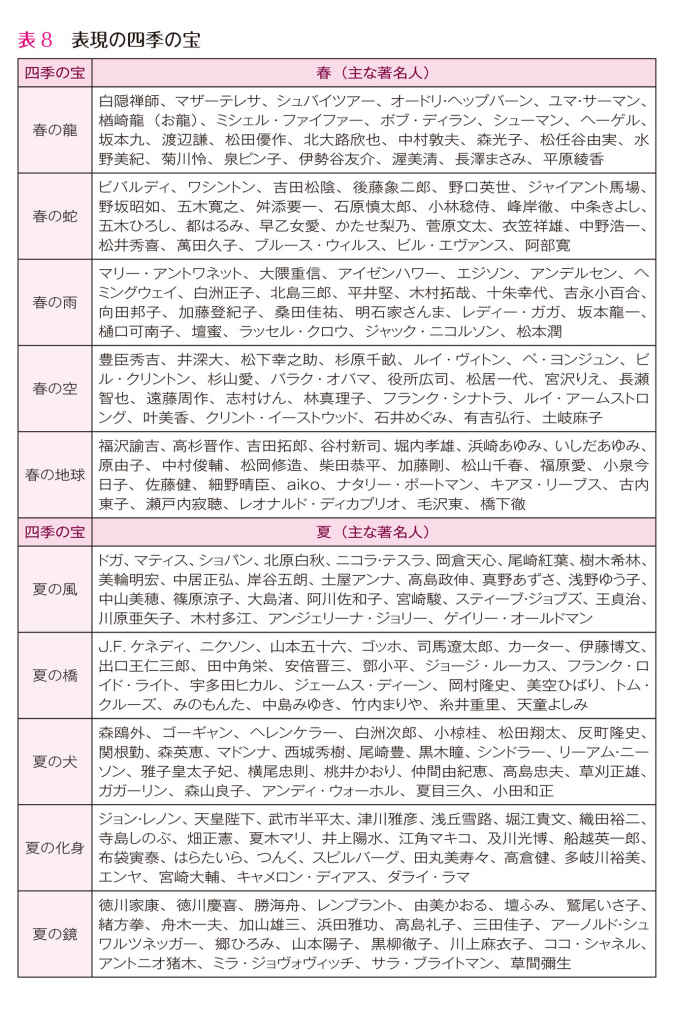 表 8　表現の四季の宝
四季の宝　春（主な著名人）
春の龍
白隠禅師、マザーテレサ、シュバイツアー、オードリ・ヘップバーン、ユマ・サーマン、
楢崎龍（お龍）、ミシェル・ファイファー、ボブ・ディラン、シューマン、ヘーゲル、
坂本九、渡辺謙、松田優作、北大路欣也、中村敦夫、森光子、松任谷由実、水
野美紀、菊川怜、泉ピン子、伊勢谷友介、渥美清、長澤まさみ、平原綾香
春の蛇
ビバルディ、ワシントン、吉田松陰、後藤象二郎、野口英世、ジャイアント馬場、
野坂昭如、五木寛之、舛添要一、石原慎太郎、小林稔侍、峰岸徹、中条きよし、
五木ひろし、都はるみ、早乙女愛、かたせ梨乃、菅原文太、衣笠祥雄、中野浩一、
松井秀喜、萬田久子、ブルース・ウィルス、ビル・エヴァンス、阿部寛
春の雨
マリー・アントワネット、大隈重信、アイゼンハワー、エジソン、アンデルセン、ヘ
ミングウェイ、白洲正子、北島三郎、平井堅、木村拓哉、十朱幸代、吉永小百合、
向田邦子、加藤登紀子、桑田佳祐、明石家さんま、レディー・ガガ、坂本龍一、
樋口可南子、壇蜜、ラッセル・クロウ、ジャック・ニコルソン、松本潤
春の空
豊臣秀吉、井深大、松下幸之助、杉原千畝、ルイ・ヴィトン、ペ・ヨンジュン、ビ
ル・クリントン、杉山愛、バラク・オバマ、役所広司、松居一代、宮沢りえ、長瀬
智也、遠藤周作、志村けん、林真理子、フランク・シナトラ、ルイ・アームストロ
ング、叶美香、クリント・イーストウッド、石井めぐみ、有吉弘行、土岐麻子
春の地球
福沢諭吉、高杉晋作、吉田拓郎、谷村新司、堀内孝雄、浜崎あゆみ、いしだあゆみ、
原由子、中村俊輔、松岡修造、柴田恭平、加藤剛、松山千春、福原愛、小泉今
日子、佐藤健、細野晴臣、aiko、ナタリー・ポートマン、キアヌ・リーブス、古内
東子、瀬戸内寂聴、レオナルド・ディカプリオ、毛沢東、橋下徹
四季の宝　夏（主な著名人）
夏の風
ドガ、マティス、ショパン、北原白秋、ニコラ・テスラ、岡倉天心、尾崎紅葉、樹木希林、
美輪明宏、中居正弘、岸谷五朗、土屋アンナ、高島政伸、真野あずさ、浅野ゆう子、
中山美穂、篠原涼子、大島渚、阿川佐和子、宮崎駿、スティーブ・ジョブズ、王貞治、
川原亜矢子、木村多江、アンジェリーナ・ジョリー、ゲイリー・オールドマン
夏の橋
J.F. ケネディ、ニクソン、山本五十六、ゴッホ、司馬遼太郎、カーター、伊藤博文、
出口王仁三郎、田中角栄、安倍晋三、鄧小平、ジョージ・ルーカス、フランク・ロ
イド・ライト、宇多田ヒカル、ジェームス・ディーン、岡村隆史、美空ひばり、トム・
クルーズ、みのもんた、中島みゆき、竹内まりや、糸井重里、天童よしみ
夏の犬
森鴎外、ゴーギャン、ヘレンケラー、白洲次郎、小椋桂、松田翔太、反町隆史、
関根勤、森英恵、マドンナ、西城秀樹、尾崎豊、黒木瞳、シンドラー、リーアム・ニー
ソン、雅子皇太子妃、横尾忠則、桃井かおり、仲間由紀恵、高島忠夫、草刈正雄、
ガガーリン、森山良子、アンディ・ウォーホル、夏目三久、小田和正
夏の化身
ジョン・レノン、天皇陛下、武市半平太、津川雅彦、浅丘雪路、堀江貴文、織田裕二、
寺島しのぶ、畑正憲、夏木マリ、井上陽水、江角マキコ、及川光博、船越英一郎、
布袋寅泰、はらたいら、つんく、スピルバーグ、田丸美寿々、高倉健、多岐川裕美、
エンヤ、宮崎大輔、キャメロン・ディアス、ダライ・ラマ
夏の鏡
徳川家康、徳川慶喜、勝海舟、レンブラント、由美かおる、壇ふみ、鷲尾いさ子、
緒方拳、舟木一夫、加山雄三、浜田雅功、高島礼子、三田佳子、アーノルド・シュ
ワルツネッガー、郷ひろみ、山本陽子、黒柳徹子、川上麻衣子、ココ・シャネル、
アントニオ猪木、ミラ・ジョヴォヴィッチ、サラ・ブライトマン、草間彌生